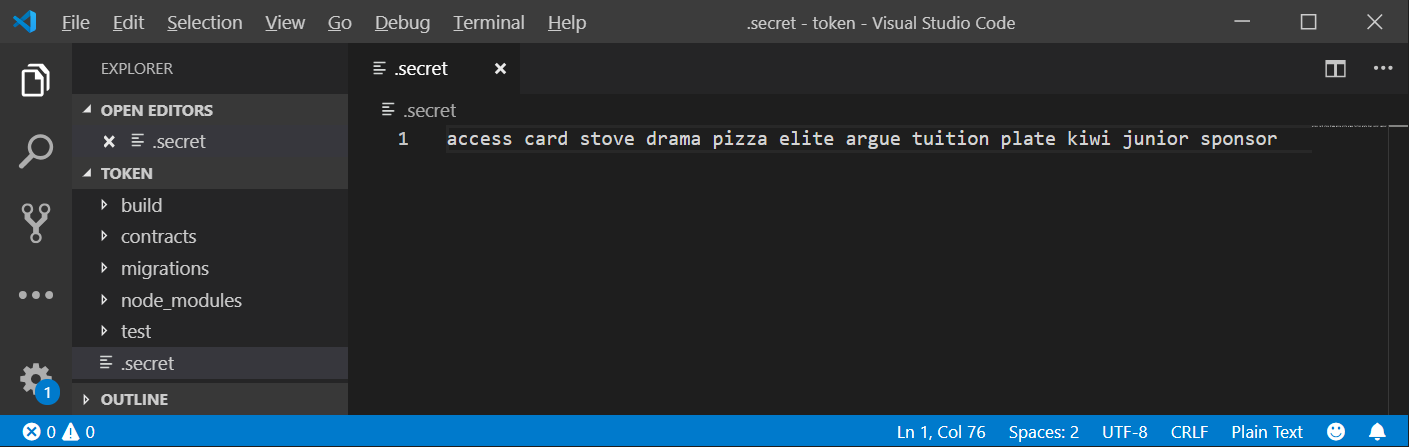 File Edit Selection View Go Debug Terminal Help .secret - token - Visual Studio Code
EXPLORER
OPEN EDITORS
.secret
TOKEN
build
contracts
migrations
node_modules
test
.secret
OUTLINE
.secret
.secret
1 access card stove drama pizza elite argue tuition plate kiwi junior sponsor
1
0 0 Ln 1, Col 76 Spaces: 2 UTF-8 CRLF Plain Text